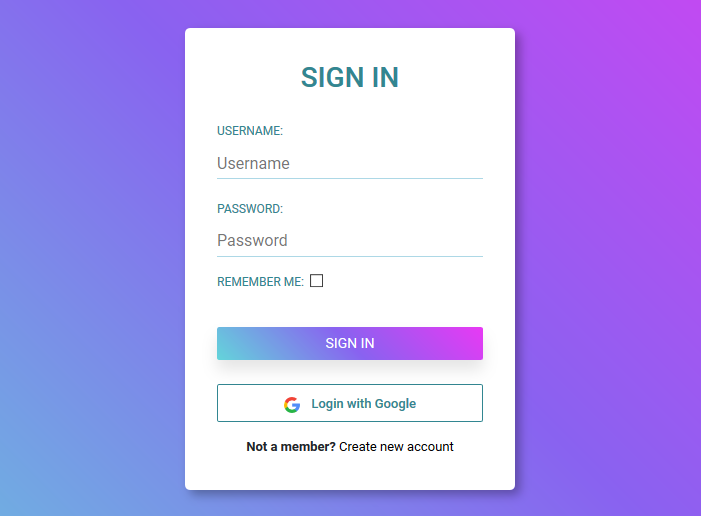 SIGN IN
USERNAME:
Username
PASSWORD:
Password
REMEMBER ME:
SIGN IN
Login with Google
Not a member? Create new account